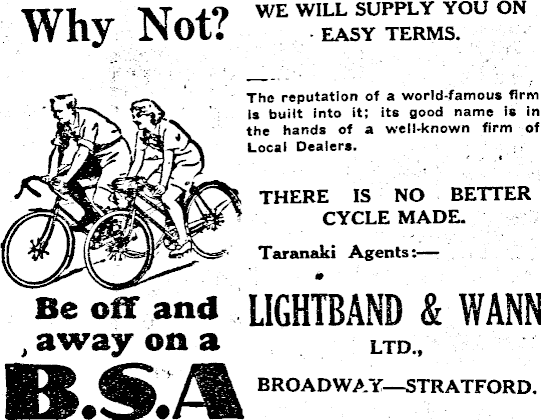 Why Not?
Be off and
away on a
B.S.A
WE WILL SUPPLY YOU ON
EASY TERMS.
The reputation of a world-famous firm
is built into it; its good name is in
the hands of a well-known firm of
Local Dealers.
THERE IS NO BETTER
CYCLE MADE.
Taranaki Agents:—
LIGHTBAND & WANN
LTD.,
BROADWAY—STRATFORD.